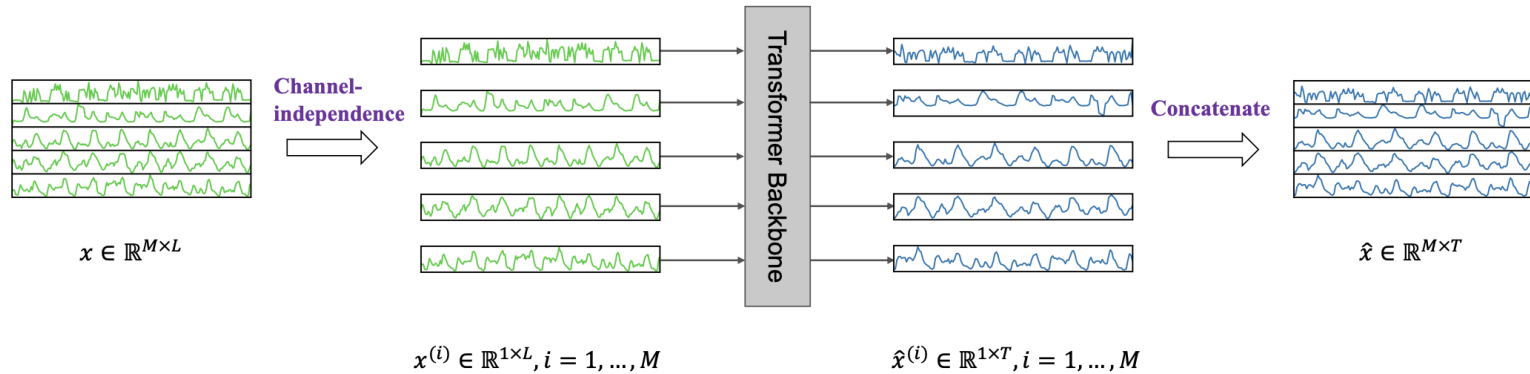 Channel-
independence
Transformer Backbone
Concatenate
x ∈ ℝ^{M×L}
x̂ ∈ ℝ^{M×T}
x^{(i)} ∈ ℝ^{1×L}, i = 1, …, M
x̂^{(i)} ∈ ℝ^{1×T}, i = 1, …, M